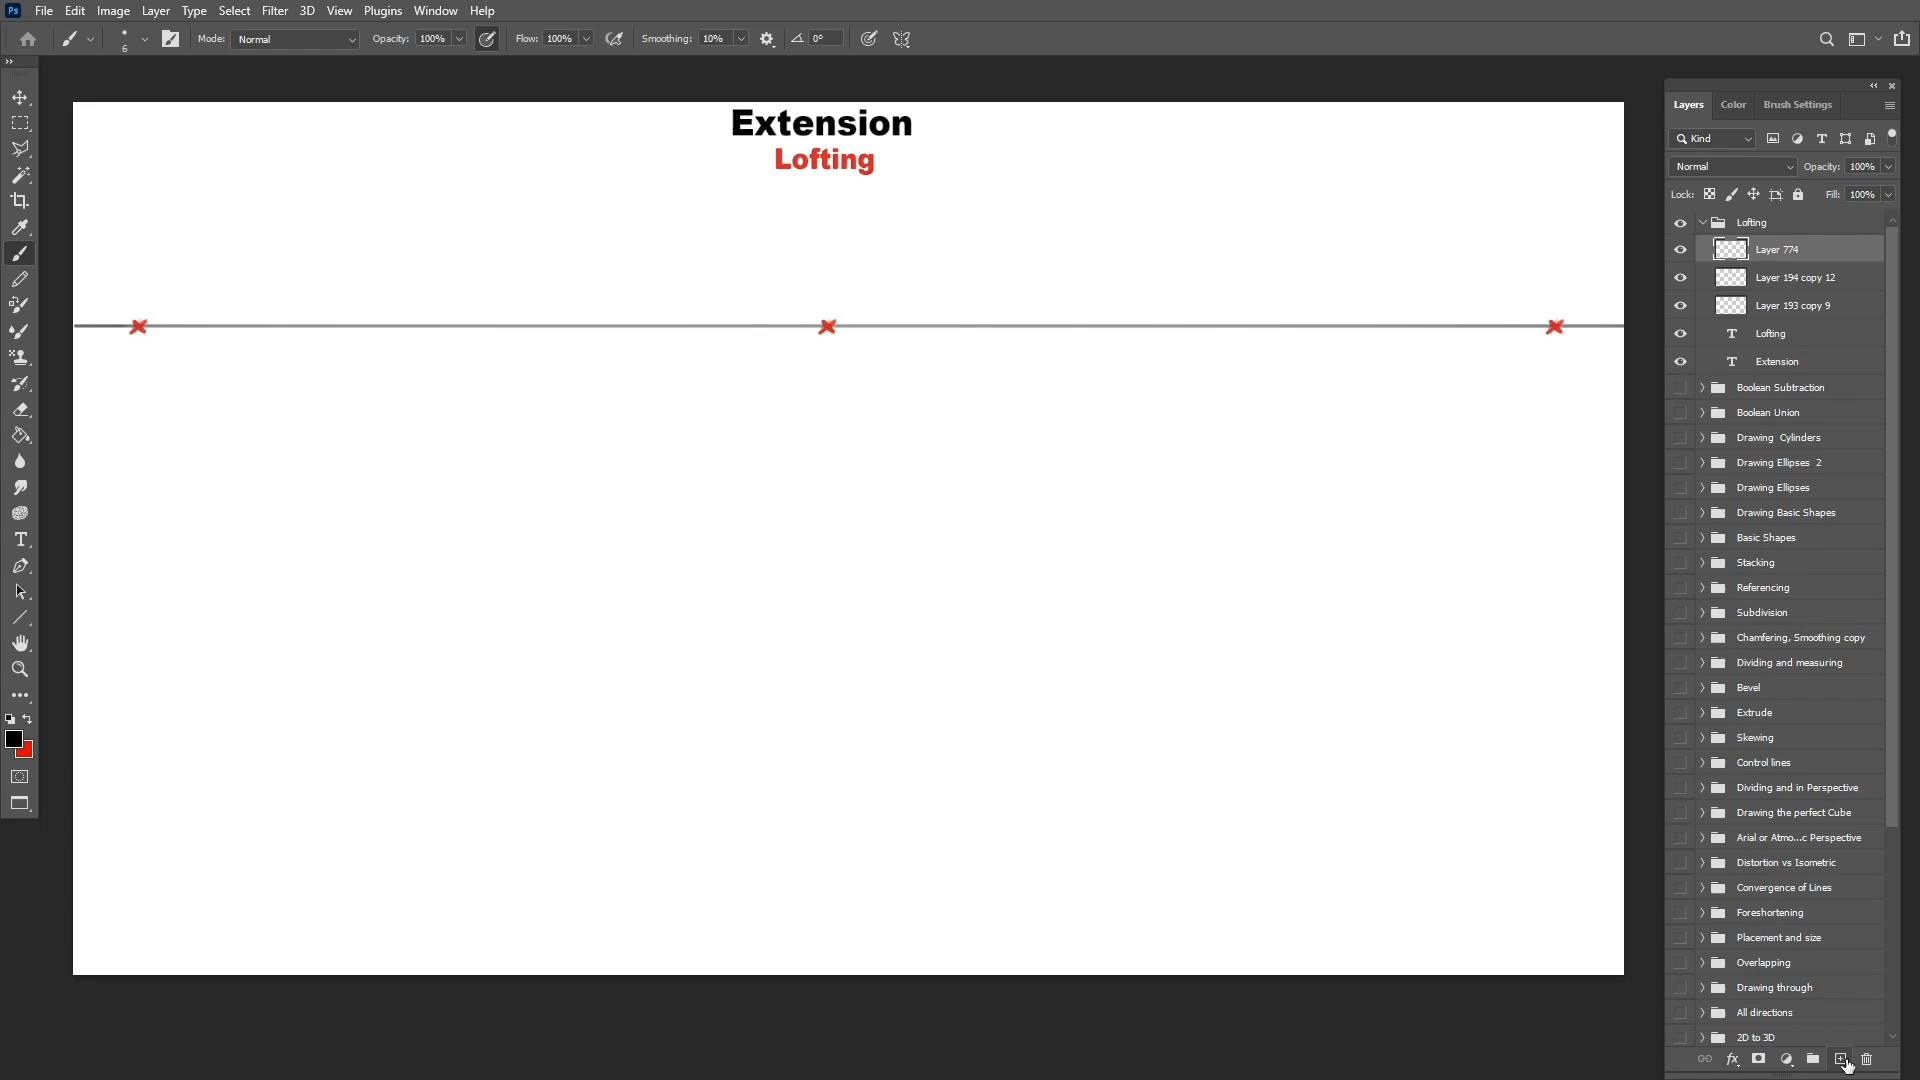 Ps File Edit Image Layer Type Select Filter 3D View Plugins Window Help
6 Mode: Normal Opacity: 100% Flow: 100% Smoothing: 10% 0°
Layers Color Brush Settings
Kind
Normal Opacity: 100%
Lock: Fill: 100%
Extension
Lofting
Lofting
Layer 774
Layer 194 copy 12
Layer 193 copy 9
Lofting
Extension
Boolean Subtraction
Boolean Union
Drawing Cylinders
Drawing Ellipses 2
Drawing Ellipses
Drawing Basic Shapes
Basic Shapes
Stacking
Referencing
Subdivision
Chamfering, Smoothing copy
Dividing and measuring
Bevel
Extrude
Skewing
Control lines
Dividing and in Perspective
Drawing the perfect Cube
Arial or Atmo...c Perspective
Distortion vs Isometric
Convergence of Lines
Foreshortening
Placement and size
Overlapping
Drawing through
All directions
2D to 3D
fx